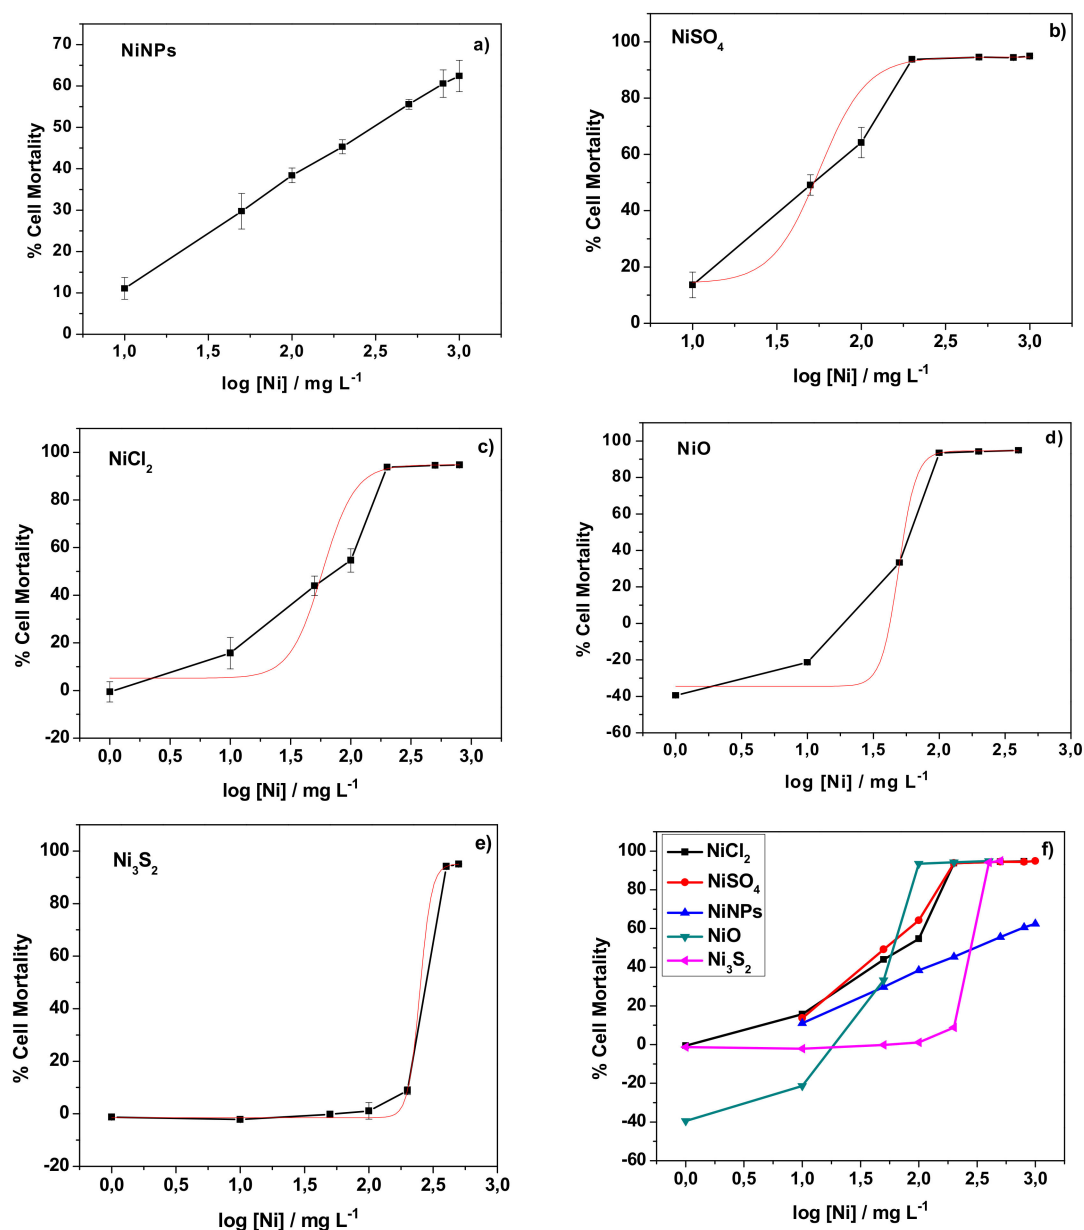 NiNPs
a)
70
60
50
40
30
20
10
0
% Cell Mortality
1,0 1,5 2,0 2,5 3,0
log [Ni] / mg L⁻¹
NiSO₄
b)
100
80
60
40
20
0
% Cell Mortality
1,0 1,5 2,0 2,5 3,0
log [Ni] / mg L⁻¹
NiCl₂
c)
100
80
60
40
20
0
-20
% Cell Mortality
0,0 0,5 1,0 1,5 2,0 2,5 3,0
log [Ni] / mg L⁻¹
NiO
d)
100
80
60
40
20
0
-20
-40
-60
% Cell Mortality
0,0 0,5 1,0 1,5 2,0 2,5 3,0
log [Ni] / mg L⁻¹
Ni₃S₂
e)
100
80
60
40
20
0
-20
% Cell Mortality
0,0 0,5 1,0 1,5 2,0 2,5 3,0
log [Ni] / mg L⁻¹
f)
NiCl₂
NiSO₄
NiNPs
NiO
Ni₃S₂
100
80
60
40
20
0
-20
-40
-60
% Cell Mortality
0,0 0,5 1,0 1,5 2,0 2,5 3,0
log [Ni] / mg L⁻¹